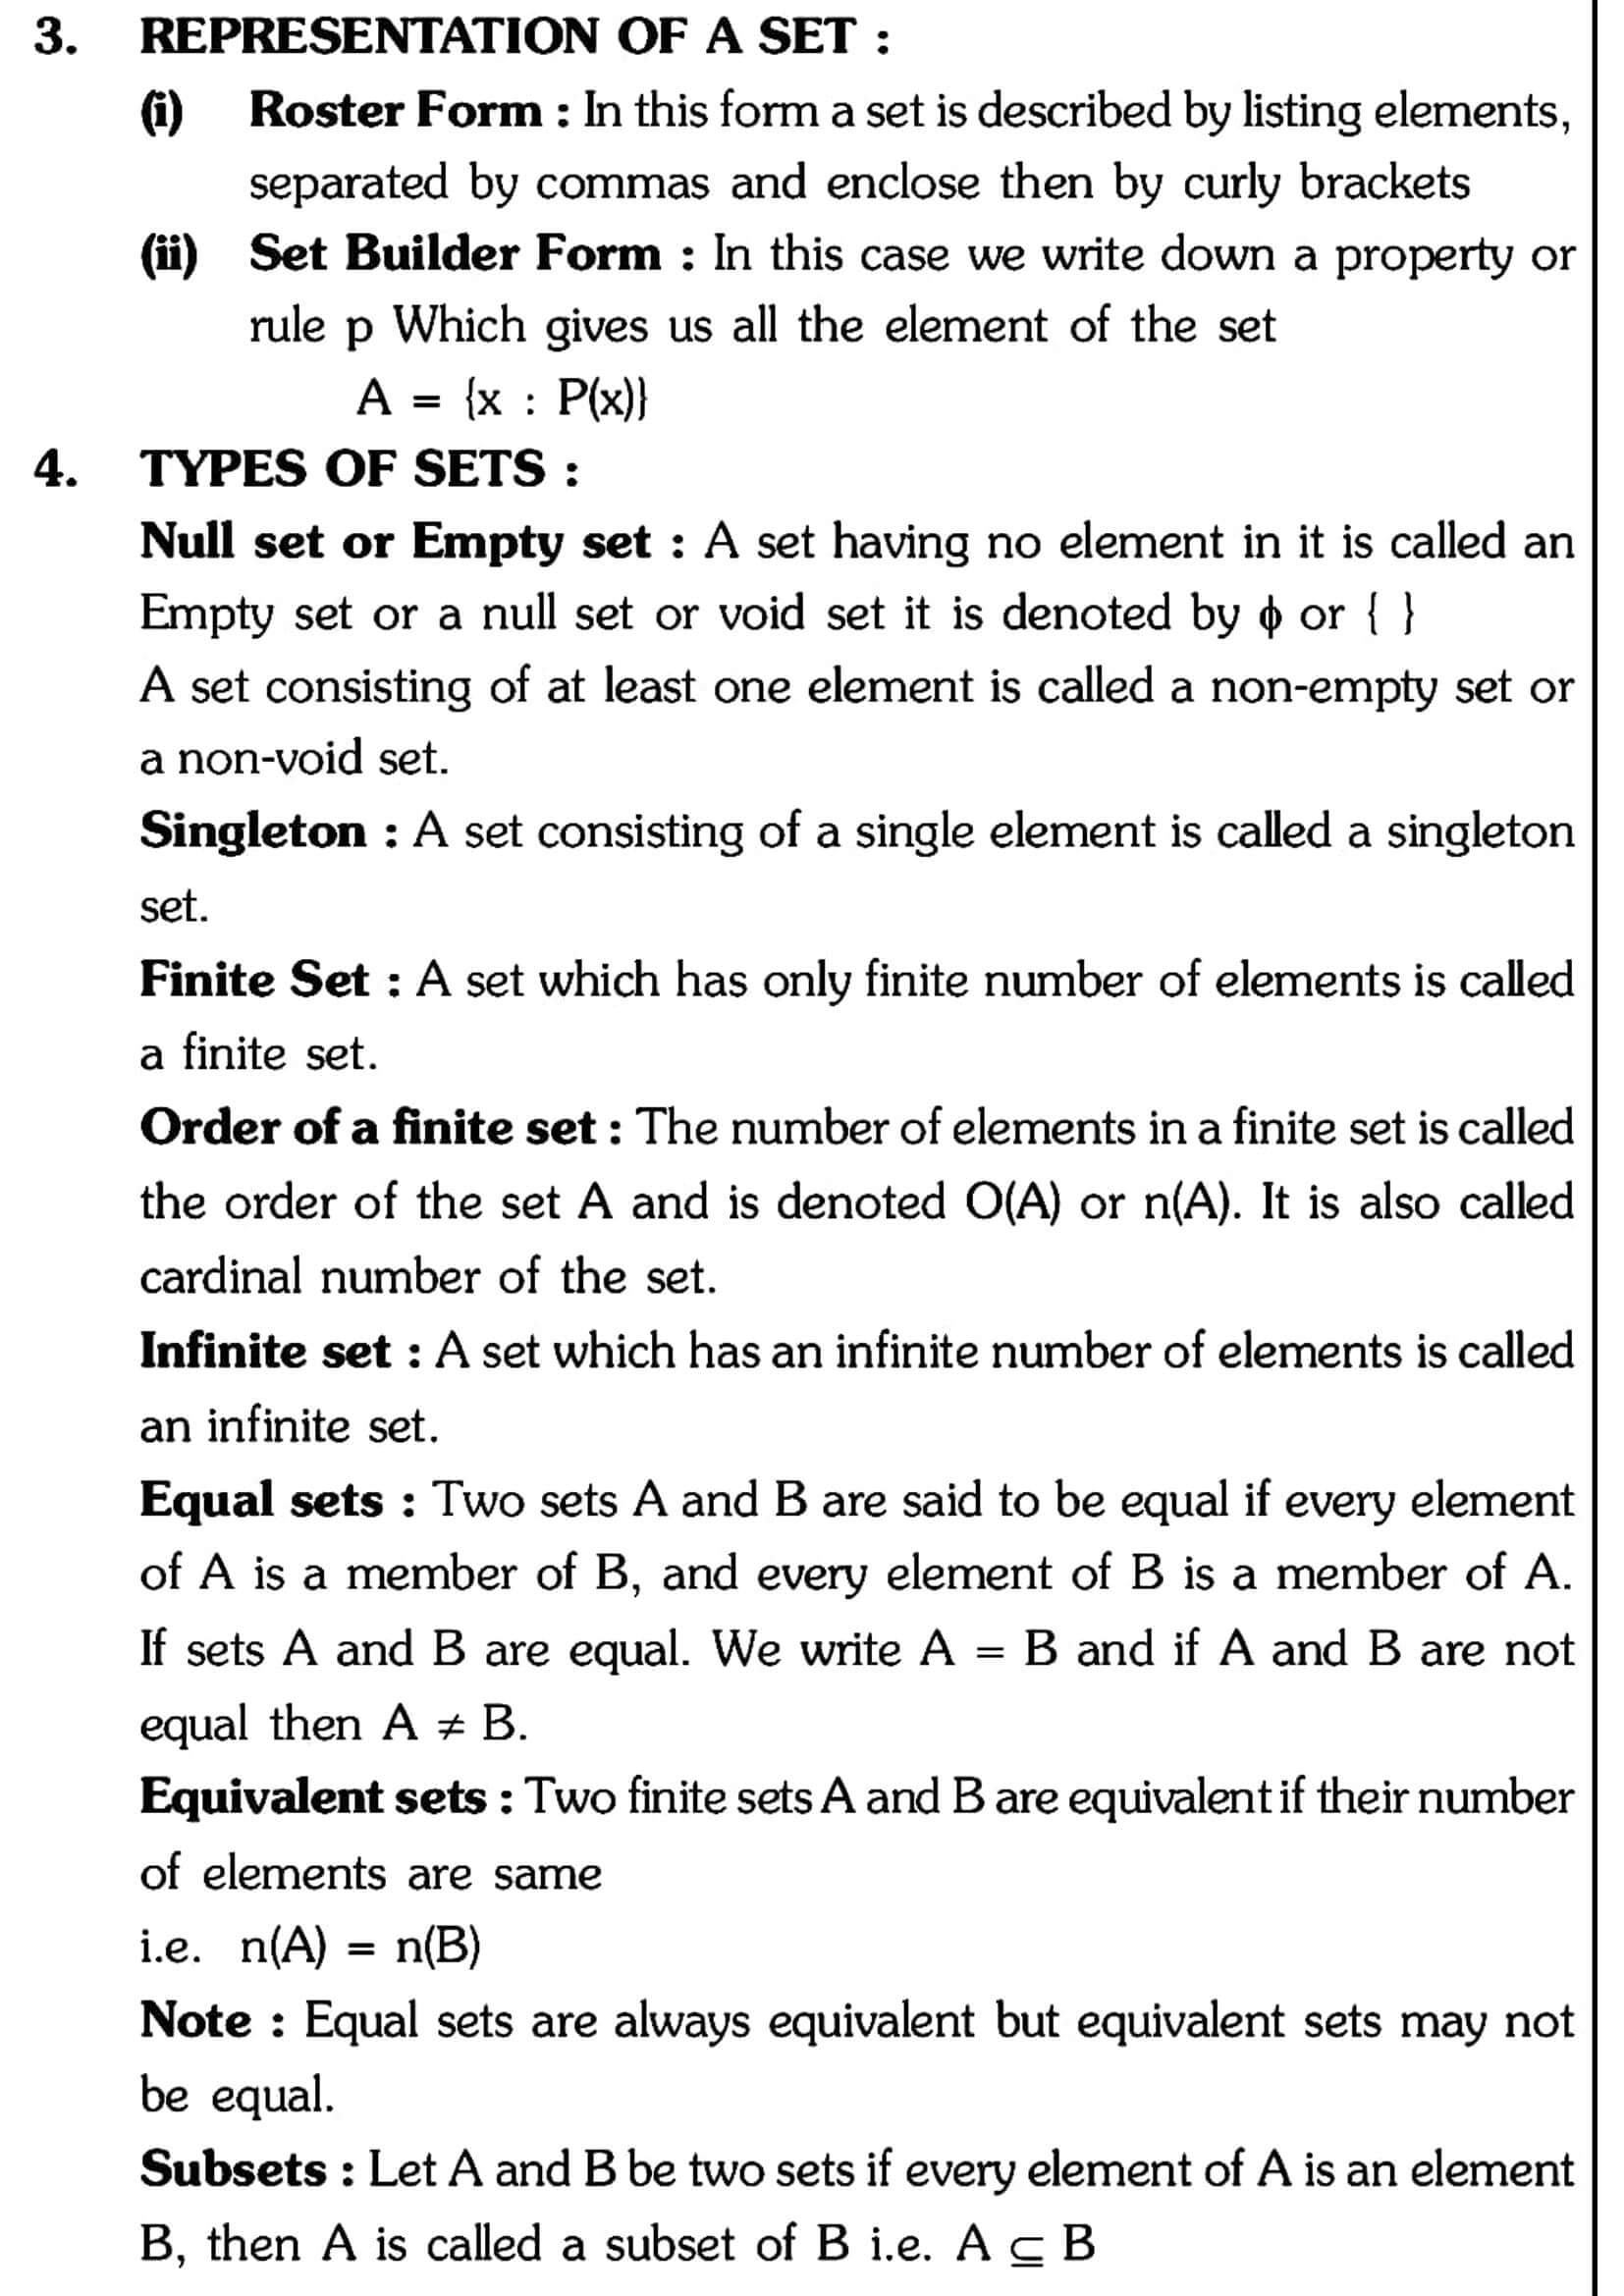 3. REPRESENTATION OF A SET :
(i) Roster Form : In this form a set is described by listing elements,
separated by commas and enclose then by curly brackets
(ii) Set Builder Form : In this case we write down a property or
rule p Which gives us all the element of the set
A = {x : P(x)}
4. TYPES OF SETS :
Null set or Empty set : A set having no element in it is called an
Empty set or a null set or void set it is denoted by ϕ or { }
A set consisting of at least one element is called a non-empty set or
a non-void set.
Singleton : A set consisting of a single element is called a singleton
set.
Finite Set : A set which has only finite number of elements is called
a finite set.
Order of a finite set : The number of elements in a finite set is called
the order of the set A and is denoted O(A) or n(A). It is also called
cardinal number of the set.
Infinite set : A set which has an infinite number of elements is called
an infinite set.
Equal sets : Two sets A and B are said to be equal if every element
of A is a member of B, and every element of B is a member of A.
If sets A and B are equal. We write A = B and if A and B are not
equal then A ≠ B.
Equivalent sets : Two finite sets A and B are equivalent if their number
of elements are same
i.e. n(A) = n(B)
Note : Equal sets are always equivalent but equivalent sets may not
be equal.
Subsets : Let A and B be two sets if every element of A is an element
B, then A is called a subset of B i.e. A ⊆ B